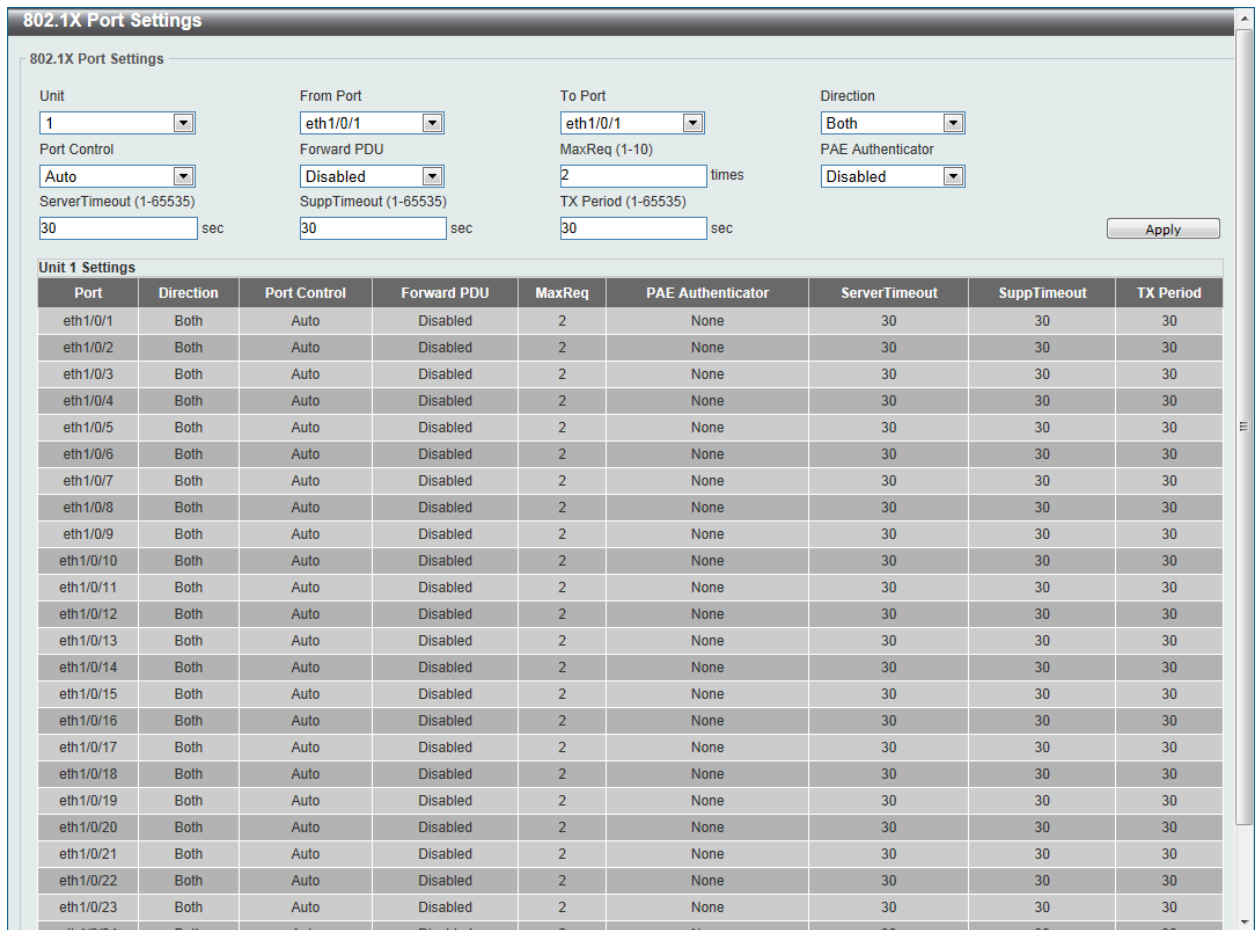 802.1X Port Settings
802.1X Port Settings
Unit From Port To Port Direction
1 eth1/0/1 eth1/0/1 Both
Port Control Forward PDU MaxReq (1-10) PAE Authenticator
Auto Disabled 2 times Disabled
ServerTimeout (1-65535) SuppTimeout (1-65535) TX Period (1-65535)
30 sec 30 sec 30 sec Apply
Unit 1 Settings
Port Direction Port Control Forward PDU MaxReq PAE Authenticator ServerTimeout SuppTimeout TX Period
eth1/0/1 Both Auto Disabled 2 None 30 30 30
eth1/0/2 Both Auto Disabled 2 None 30 30 30
eth1/0/3 Both Auto Disabled 2 None 30 30 30
eth1/0/4 Both Auto Disabled 2 None 30 30 30
eth1/0/5 Both Auto Disabled 2 None 30 30 30
eth1/0/6 Both Auto Disabled 2 None 30 30 30
eth1/0/7 Both Auto Disabled 2 None 30 30 30
eth1/0/8 Both Auto Disabled 2 None 30 30 30
eth1/0/9 Both Auto Disabled 2 None 30 30 30
eth1/0/10 Both Auto Disabled 2 None 30 30 30
eth1/0/11 Both Auto Disabled 2 None 30 30 30
eth1/0/12 Both Auto Disabled 2 None 30 30 30
eth1/0/13 Both Auto Disabled 2 None 30 30 30
eth1/0/14 Both Auto Disabled 2 None 30 30 30
eth1/0/15 Both Auto Disabled 2 None 30 30 30
eth1/0/16 Both Auto Disabled 2 None 30 30 30
eth1/0/17 Both Auto Disabled 2 None 30 30 30
eth1/0/18 Both Auto Disabled 2 None 30 30 30
eth1/0/19 Both Auto Disabled 2 None 30 30 30
eth1/0/20 Both Auto Disabled 2 None 30 30 30
eth1/0/21 Both Auto Disabled 2 None 30 30 30
eth1/0/22 Both Auto Disabled 2 None 30 30 30
eth1/0/23 Both Auto Disabled 2 None 30 30 30